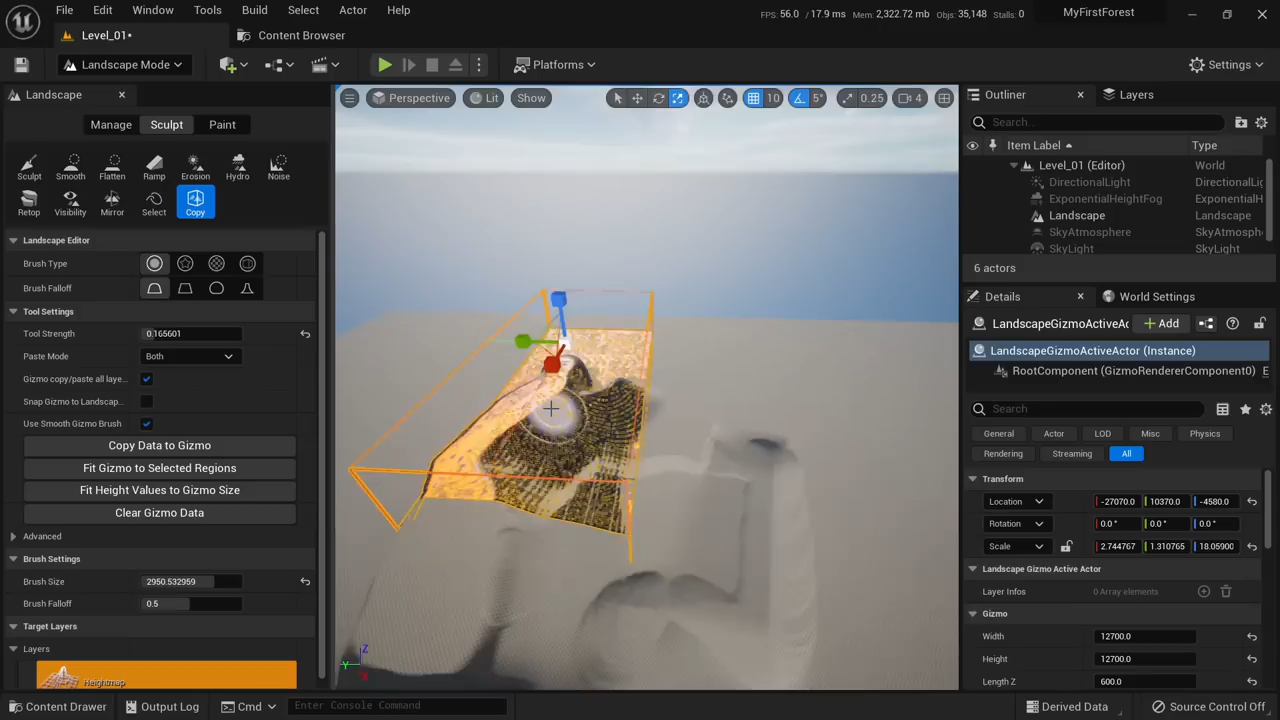 File Edit Window Tools Build Select Actor Help
FPS: 56.0 / 17.9 ms Mem: 2,322.72 mb Objs: 35,148 Stalls: 0
MyFirstForest
Level_01•
Content Browser
Landscape Mode
Platforms
Settings
Landscape
Manage Sculpt Paint
Sculpt Smooth Flatten Ramp Erosion Hydro Noise
Retop Visibility Mirror Select Copy
Landscape Editor
Brush Type
Brush Falloff
Tool Settings
Tool Strength 0.165601
Paste Mode Both
Gizmo copy/paste all laye...
Snap Gizmo to Landscap...
Use Smooth Gizmo Brush
Copy Data to Gizmo
Fit Gizmo to Selected Regions
Fit Height Values to Gizmo Size
Clear Gizmo Data
Advanced
Brush Settings
Brush Size 2950.532959
Brush Falloff 0.5
Target Layers
Layers
Heightmap
Perspective Lit Show
10 5° 0.25 4
Z
Y
X
Outliner Layers
Search...
Item Label Type
Level_01 (Editor) World
DirectionalLight DirectionalLig
ExponentialHeightFog ExponentialH
Landscape Landscape
SkyAtmosphere SkyAtmosph
SkyLight SkyLight
6 actors
Details World Settings
LandscapeGizmoActiveAc Add
LandscapeGizmoActiveActor (Instance)
RootComponent (GizmoRendererComponent0) E
Search
General Actor LOD Misc Physics
Rendering Streaming All
Transform
Location -27070.0 10370.0 -4580.0
Rotation 0.0° 0.0° 0.0°
Scale 2.744767 1.310765 18.05900
Landscape Gizmo Active Actor
Layer Infos 0 Array elements
Gizmo
Width 12700.0
Height 12700.0
Length Z 600.0
Content Drawer Output Log Cmd Enter Console Command
Derived Data Source Control Off